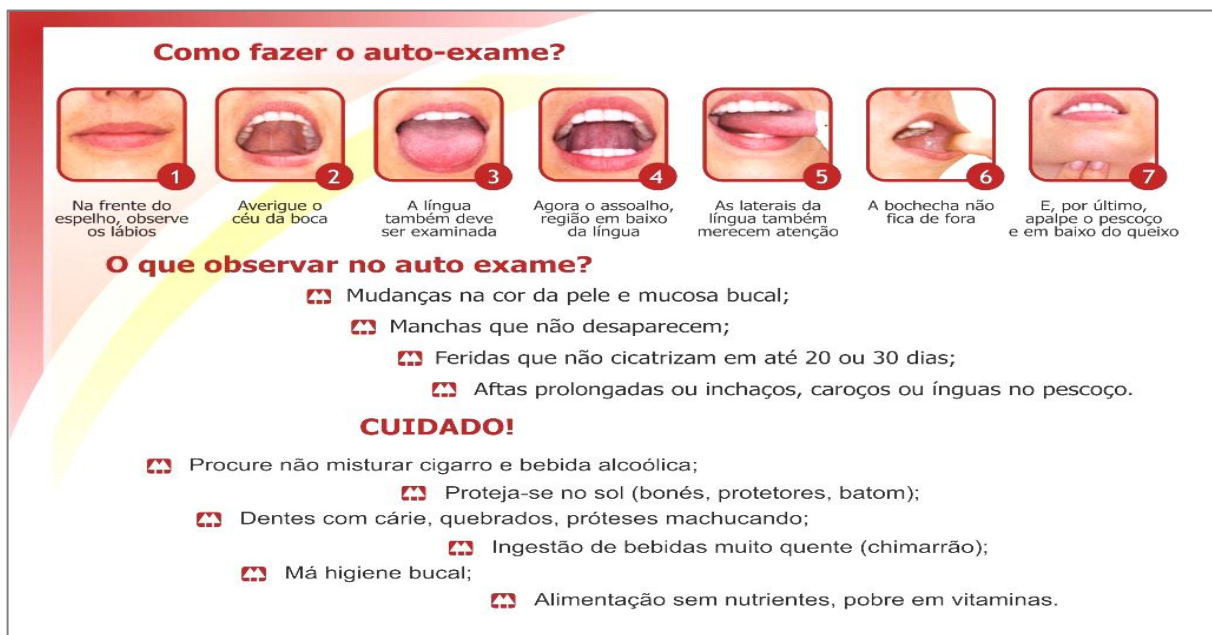 Como fazer o auto-exame?
1
2
3
4
5
6
7
Na frente do
espelho, observe
os lábios
Averigue o
céu da boca
A língua
também deve
ser examinada
Agora o assoalho,
região em baixo
da língua
As laterais da
língua também
merecem atenção
A bochecha não
fica de fora
E, por último,
apalpe o pescoço
e em baixo do queixo
O que observar no auto exame?
Mudanças na cor da pele e mucosa bucal;
Manchas que não desaparecem;
Feridas que não cicatrizam em até 20 ou 30 dias;
Aftas prolongadas ou inchaços, caroços ou ínguas no pescoço.
CUIDADO!
Procure não misturar cigarro e bebida alcoólica;
Proteja-se no sol (bonés, protetores, batom);
Dentes com cárie, quebrados, próteses machucando;
Ingestão de bebidas muito quente (chimarrão);
Má higiene bucal;
Alimentação sem nutrientes, pobre em vitaminas.